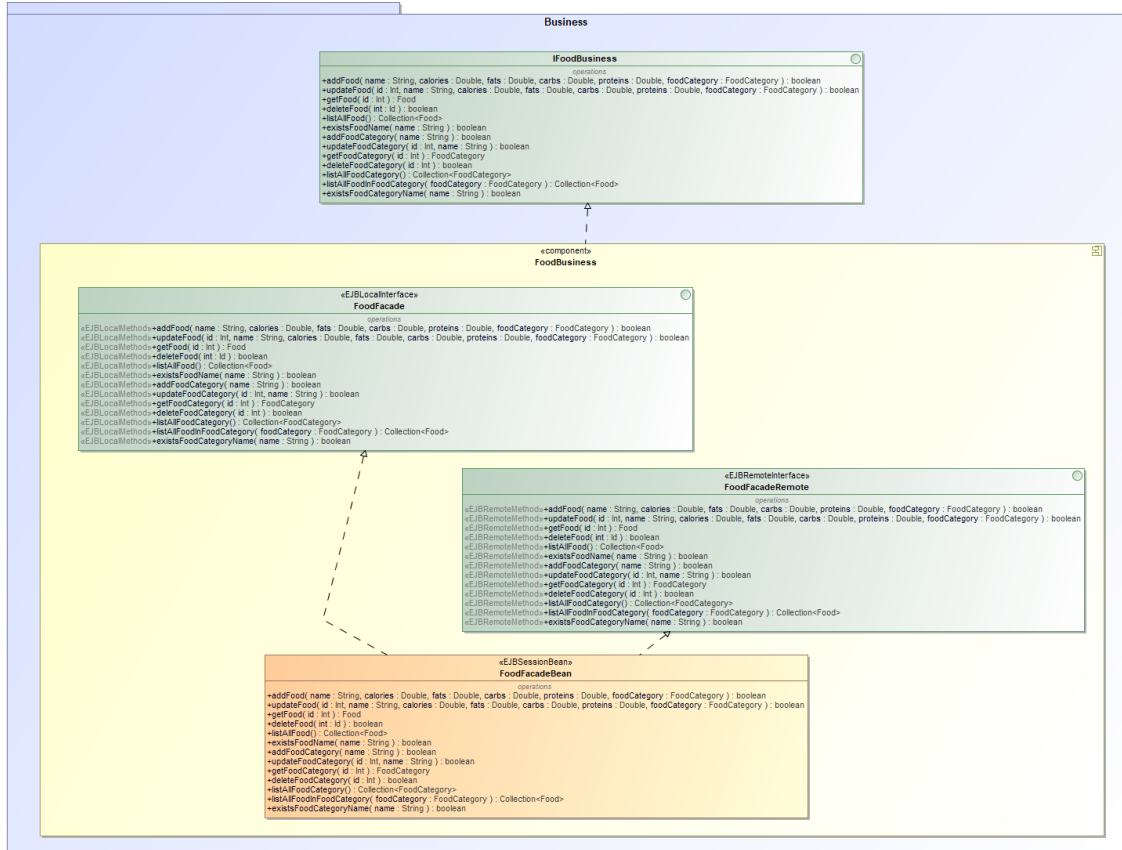 Business
IFoodBusiness
operations
+addFood( name : String, calories : Double, fats : Double, carbs : Double, proteins : Double, foodCategory : FoodCategory ) : boolean
+updateFood( id : Int, name : String, calories : Double, fats : Double, carbs : Double, proteins : Double, foodCategory : FoodCategory ) : boolean
+getFood( id : Int ) : Food
+deleteFood( int : Id ) : boolean
+listAllFood() : Collection<Food>
+existsFoodName( name : String ) : boolean
+addFoodCategory( name : String ) : boolean
+updateFoodCategory( id : Int, name : String ) : boolean
+getFoodCategory( id : Int ) : FoodCategory
+deleteFoodCategory( id : Int ) : boolean
+listAllFoodCategory() : Collection<FoodCategory>
+listAllFoodInFoodCategory( foodCategory : FoodCategory ) : Collection<Food>
+existsFoodCategoryName( name : String ) : boolean
«component»
FoodBusiness
«EJBLocalInterface»
FoodFacade
operations
«EJBLocalMethod»+addFood( name : String, calories : Double, fats : Double, carbs : Double, proteins : Double, foodCategory : FoodCategory ) : boolean
«EJBLocalMethod»+updateFood( id : Int, name : String, calories : Double, fats : Double, carbs : Double, proteins : Double, foodCategory : FoodCategory ) : boolean
«EJBLocalMethod»+getFood( id : Int ) : Food
«EJBLocalMethod»+deleteFood( int : Id ) : boolean
«EJBLocalMethod»+listAllFood() : Collection<Food>
«EJBLocalMethod»+existsFoodName( name : String ) : boolean
«EJBLocalMethod»+addFoodCategory( name : String ) : boolean
«EJBLocalMethod»+updateFoodCategory( id : Int, name : String ) : boolean
«EJBLocalMethod»+getFoodCategory( id : Int ) : FoodCategory
«EJBLocalMethod»+deleteFoodCategory( id : Int ) : boolean
«EJBLocalMethod»+listAllFoodCategory() : Collection<FoodCategory>
«EJBLocalMethod»+listAllFoodInFoodCategory( foodCategory : FoodCategory ) : Collection<Food>
«EJBLocalMethod»+existsFoodCategoryName( name : String ) : boolean
«EJBRemoteInterface»
FoodFacadeRemote
operations
«EJBRemoteMethod»+addFood( name : String, calories : Double, fats : Double, carbs : Double, proteins : Double, foodCategory : FoodCategory ) : boolean
«EJBRemoteMethod»+updateFood( id : Int, name : String, calories : Double, fats : Double, carbs : Double, proteins : Double, foodCategory : FoodCategory ) : boolean
«EJBRemoteMethod»+getFood( id : Int ) : Food
«EJBRemoteMethod»+deleteFood( int : Id ) : boolean
«EJBRemoteMethod»+listAllFood() : Collection<Food>
«EJBRemoteMethod»+existsFoodName( name : String ) : boolean
«EJBRemoteMethod»+addFoodCategory( name : String ) : boolean
«EJBRemoteMethod»+updateFoodCategory( id : Int, name : String ) : boolean
«EJBRemoteMethod»+getFoodCategory( id : Int ) : FoodCategory
«EJBRemoteMethod»+deleteFoodCategory( id : Int ) : boolean
«EJBRemoteMethod»+listAllFoodCategory() : Collection<FoodCategory>
«EJBRemoteMethod»+listAllFoodInFoodCategory( foodCategory : FoodCategory ) : Collection<Food>
«EJBRemoteMethod»+existsFoodCategoryName( name : String ) : boolean
«EJBSessionBean»
FoodFacadeBean
operations
+addFood( name : String, calories : Double, fats : Double, carbs : Double, proteins : Double, foodCategory : FoodCategory ) : boolean
+updateFood( id : Int, name : String, calories : Double, fats : Double, carbs : Double, proteins : Double, foodCategory : FoodCategory ) : boolean
+getFood( id : Int ) : Food
+deleteFood( int : Id ) : boolean
+listAllFood() : Collection<Food>
+existsFoodName( name : String ) : boolean
+addFoodCategory( name : String ) : boolean
+updateFoodCategory( id : Int, name : String ) : boolean
+getFoodCategory( id : Int ) : FoodCategory
+deleteFoodCategory( id : Int ) : boolean
+listAllFoodCategory() : Collection<FoodCategory>
+listAllFoodInFoodCategory( foodCategory : FoodCategory ) : Collection<Food>
+existsFoodCategoryName( name : String ) : boolean